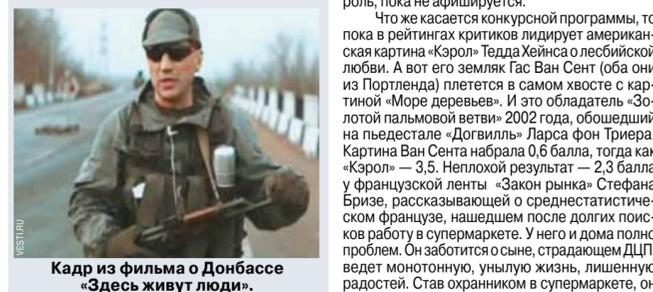 VESTI.RU
Кадр из фильма о Донбассе
«Здесь живут люди».
роль, пока не афишируется.
Что же касается конкурсной программы, то
пока в рейтингах критиков лидирует американ-
ская картина «Кэрол» Тедда Хейнса о лесбийской
любви. А вот его земляк Гас Ван Сент (оба они
из Портленда) плетется в самом хвосте с кар-
тиной «Море деревьев». И это обладатель «Зо-
лотой пальмовой ветви» 2002 года, обошедший
на пьедестале «Догвилль» Ларса фон Триера.
Картина Ван Сента набрала 0,6 балла, тогда как
«Кэрол» — 3,5. Неплохой результат — 2,3 балла
у французской ленты «Закон рынка» Стефана
Бризе, рассказывающей о среднестатистиче-
ском французе, нашедшем после долгих поис-
ков работу в супермаркете. У него и дома полно
проблем. Он заботится о сыне, страдающем ДЦП,
ведет монотонную, унылую жизнь, лишенную
радостей. Став охранником в супермаркете, он